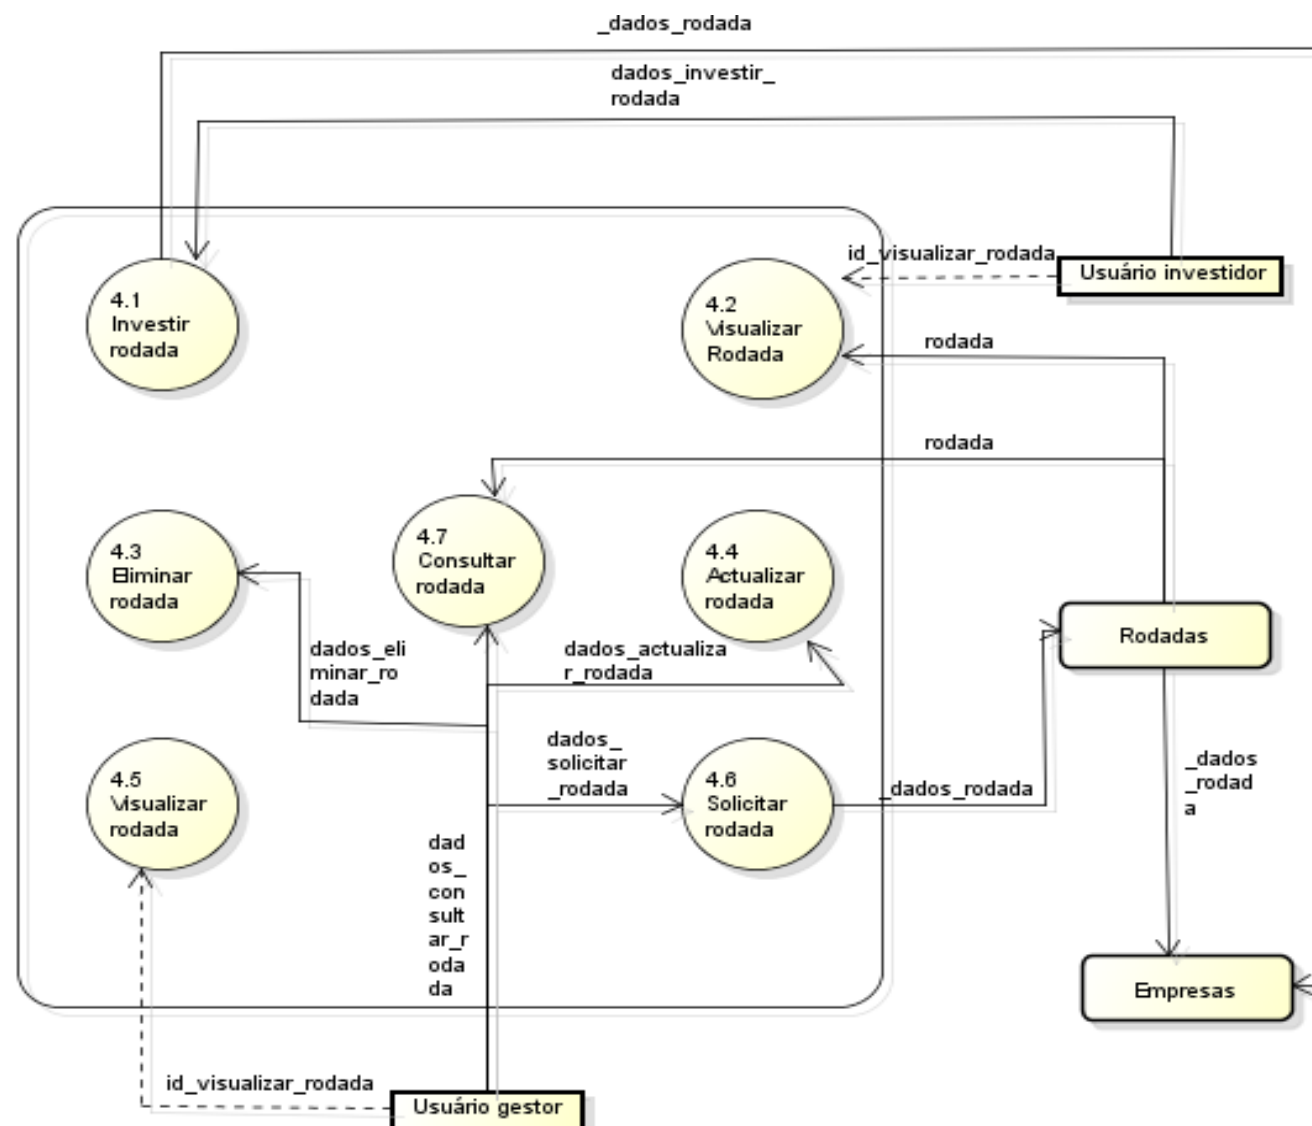 _dados_rodada
dados_investir_
rodada
id_visualizar_rodada
Usuário investidor
4.1
Investir
rodada
4.2
Visualizar
Rodada
rodada
rodada
4.3
Eliminar
rodada
4.7
Consultar
rodada
4.4
Actualizar
rodada
dados_eli
minar_ro
dada
dados_actualiza
r_rodada
Rodadas
4.5
Visualizar
rodada
dados_
solicitar
_rodada
4.6
Solicitar
rodada
_dados_rodada
_dados
_rodad
a
dad
os_
con
sult
ar_r
oda
da
Empresas
id_visualizar_rodada
Usuário gestor